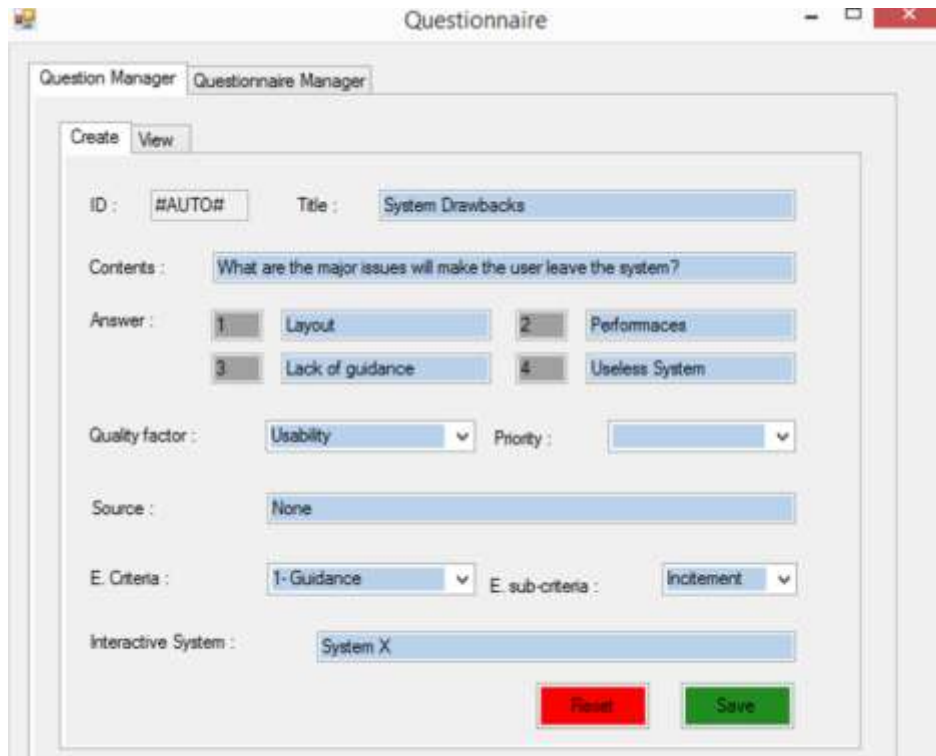 Questionnaire
Question Manager Questionnaire Manager
Create View
ID : #AUTO# Title : System Drawbacks
Contents : What are the major issues will make the user leave the system?
Answer : 1 Layout 2 Performaces
3 Lack of guidance 4 Useless System
Quality factor : Usability Priority :
Source : None
E. Criteria : 1- Guidance E. sub-criteria : Incitement
Interactive System : System X
Reset Save